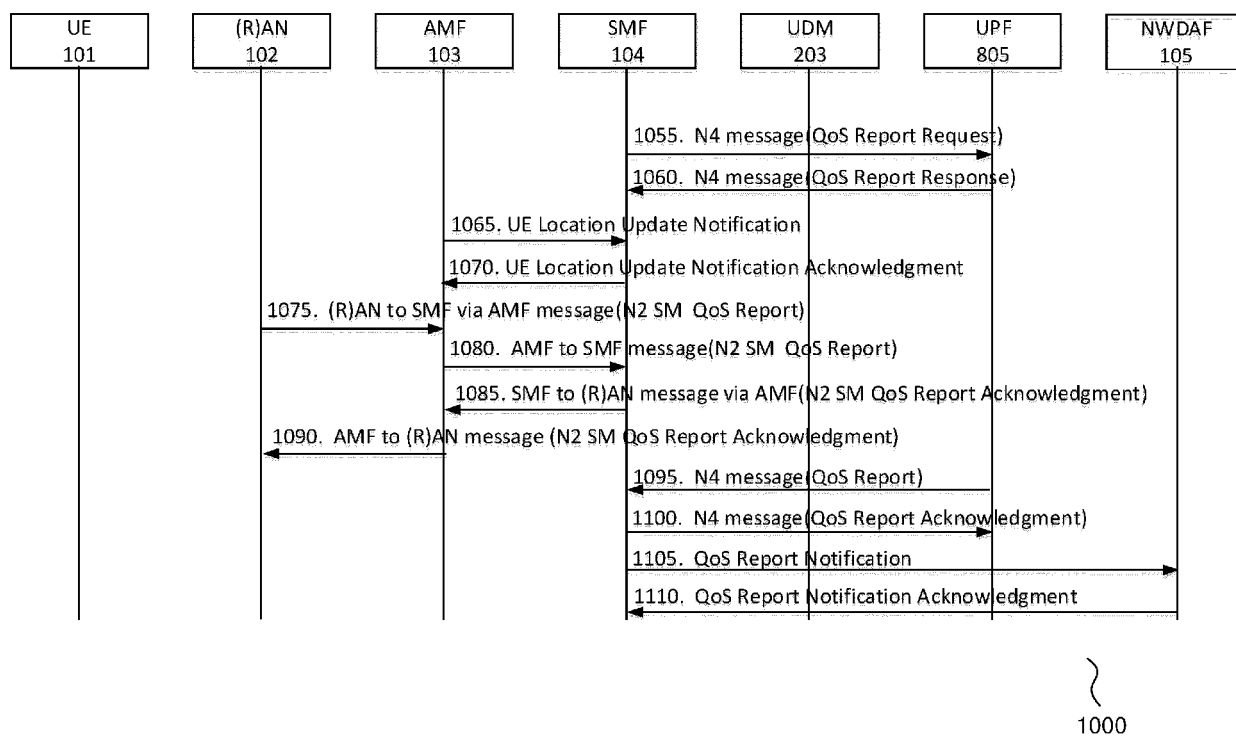 UE
101
(R)AN
102
AMF
103
SMF
104
UDM
203
UPF
805
NWDAF
105
1055. N4 message(QoS Report Request)
1060. N4 message(QoS Report Response)
1065. UE Location Update Notification
1070. UE Location Update Notification Acknowledgment
1075. (R)AN to SMF via AMF message(N2 SM QoS Report)
1080. AMF to SMF message(N2 SM QoS Report)
1085. SMF to (R)AN message via AMF(N2 SM QoS Report Acknowledgment)
1090. AMF to (R)AN message (N2 SM QoS Report Acknowledgment)
1095. N4 message(QoS Report)
1100. N4 message(QoS Report Acknowledgment)
1105. QoS Report Notification
1110. QoS Report Notification Acknowledgment
1000